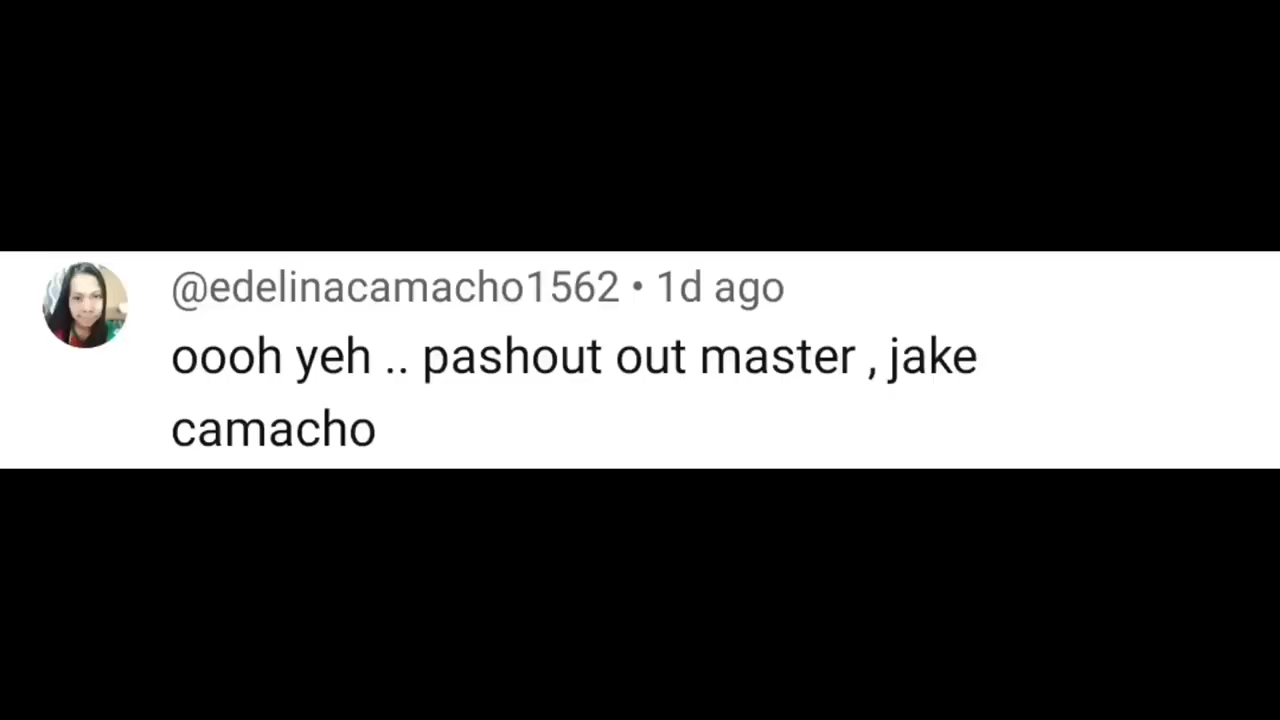 @edelinacamacho1562 • 1d ago
oooh yeh .. pashout out master , jake
camacho